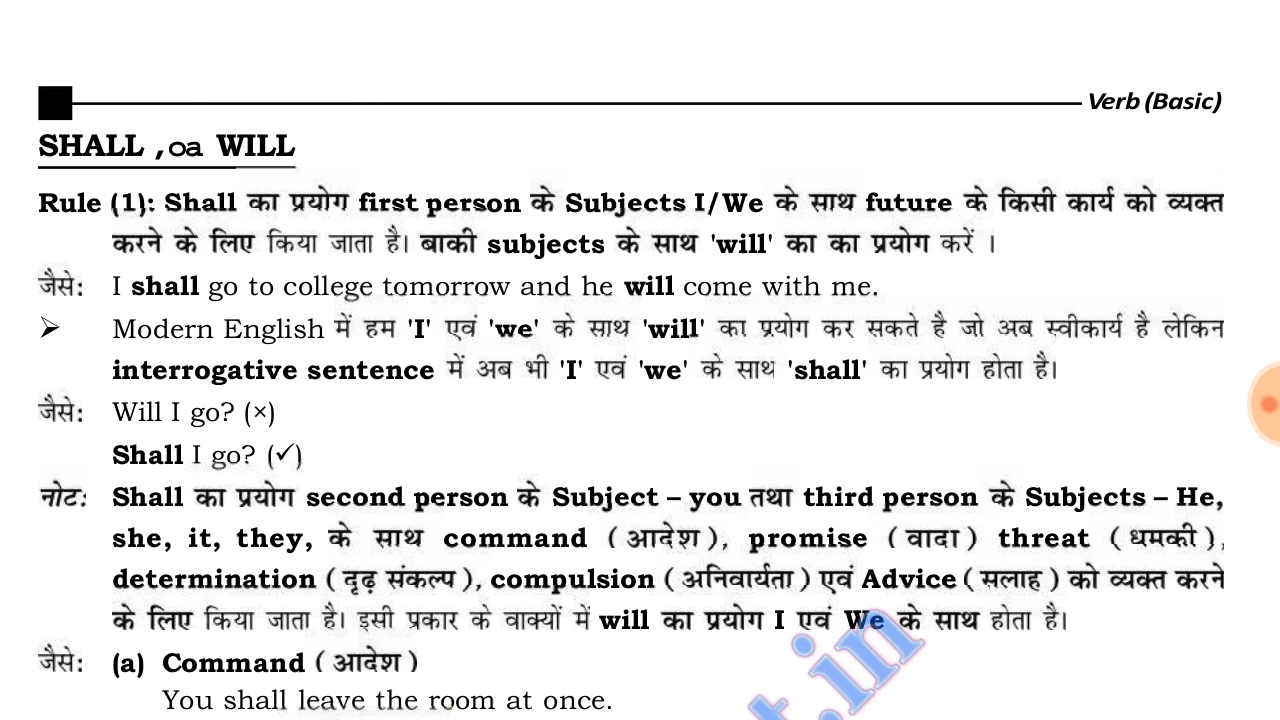 Verb (Basic)
SHALL ,oa WILL
Rule (1): Shall का प्रयोग first person के Subjects I/We के साथ future के किसी कार्य को व्यक्त
करने के लिए किया जाता है। बाकी subjects के साथ 'will' का का प्रयोग करें ।
जैसे: I shall go to college tomorrow and he will come with me.
➢ Modern English में हम 'I' एवं 'we' के साथ 'will' का प्रयोग कर सकते है जो अब स्वीकार्य है लेकिन
interrogative sentence में अब भी 'I' एवं 'we' के साथ 'shall' का प्रयोग होता है।
जैसे: Will I go? (×)
Shall I go? (✓)
नोट: Shall का प्रयोग second person के Subject – you तथा third person के Subjects – He,
she, it, they, के साथ command (आदेश), promise (वादा) threat (धमकी),
determination (दृढ़ संकल्प), compulsion (अनिवार्यता) एवं Advice (सलाह) को व्यक्त करने
के लिए किया जाता है। इसी प्रकार के वाक्यों में will का प्रयोग I एवं We के साथ होता है।
जैसे: (a) Command (आदेश)
You shall leave the room at once.
t.in